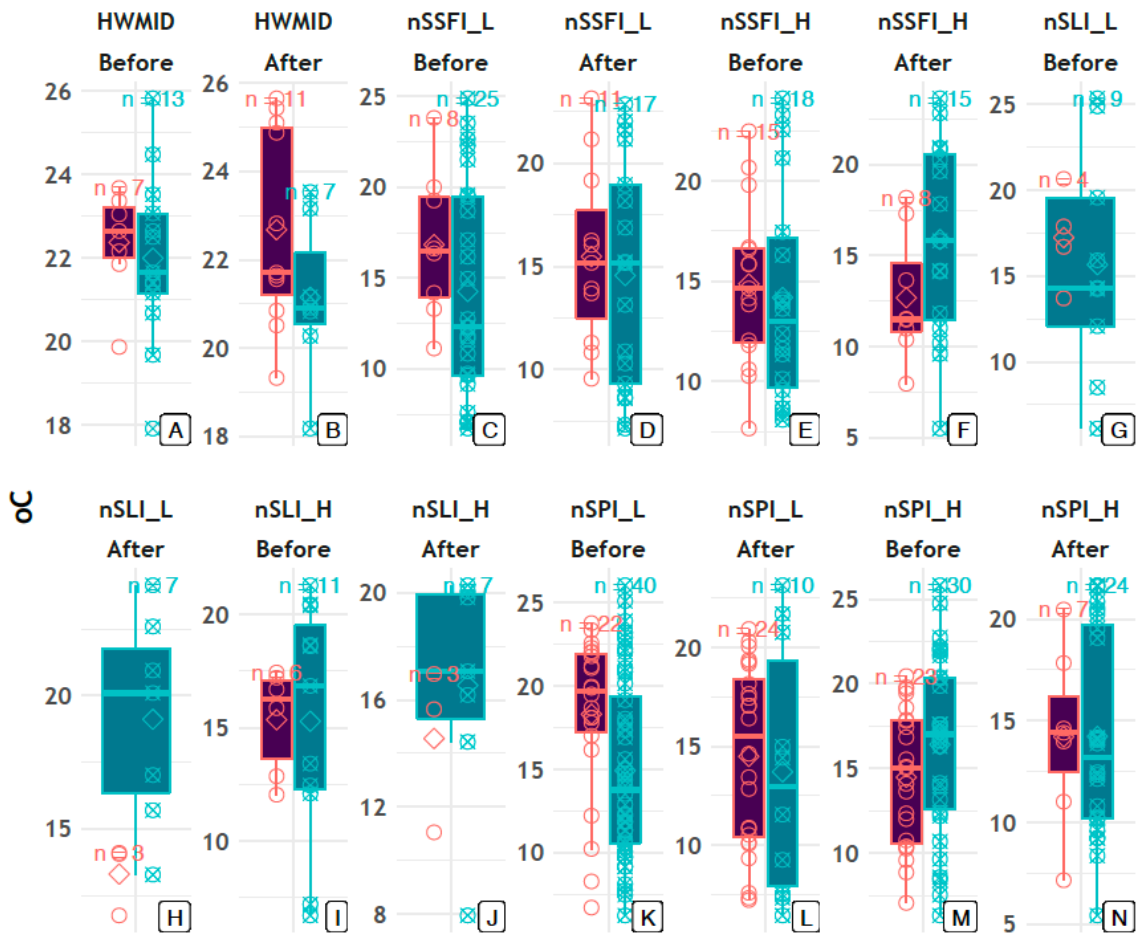 HWMID HWMID nSSFI_L nSSFI_L nSSFI_H nSSFI_H nSLI_L
Before After Before After Before After Before
26 n = 13 26 n = 11 25 n = 8 n = 25 n = 11 n = 17 n = 15 n = 18 n = 8 n = 15 25 n = 4 n = 9
24 n = 7 24 n = 7 20 20 20 20 20
22 22 15 15 15 15 15
20 20 10 10 10 10 10
18 18 5
A B C D E F G
oC
nSLI_L nSLI_H nSLI_H nSPI_L nSPI_L nSPI_H nSPI_H
After Before After Before After Before After
n = 7 n = 6 n = 11 n = 3 n = 7 n = 22 n = 40 n = 24 n = 10 n = 23 n = 30 n = 7 n = 24
20 20 20 25 20 25 20
15 15 16 20 15 20 15
n = 3 10 12 15 10 15 10
8 10 10 5
H I J K L M N